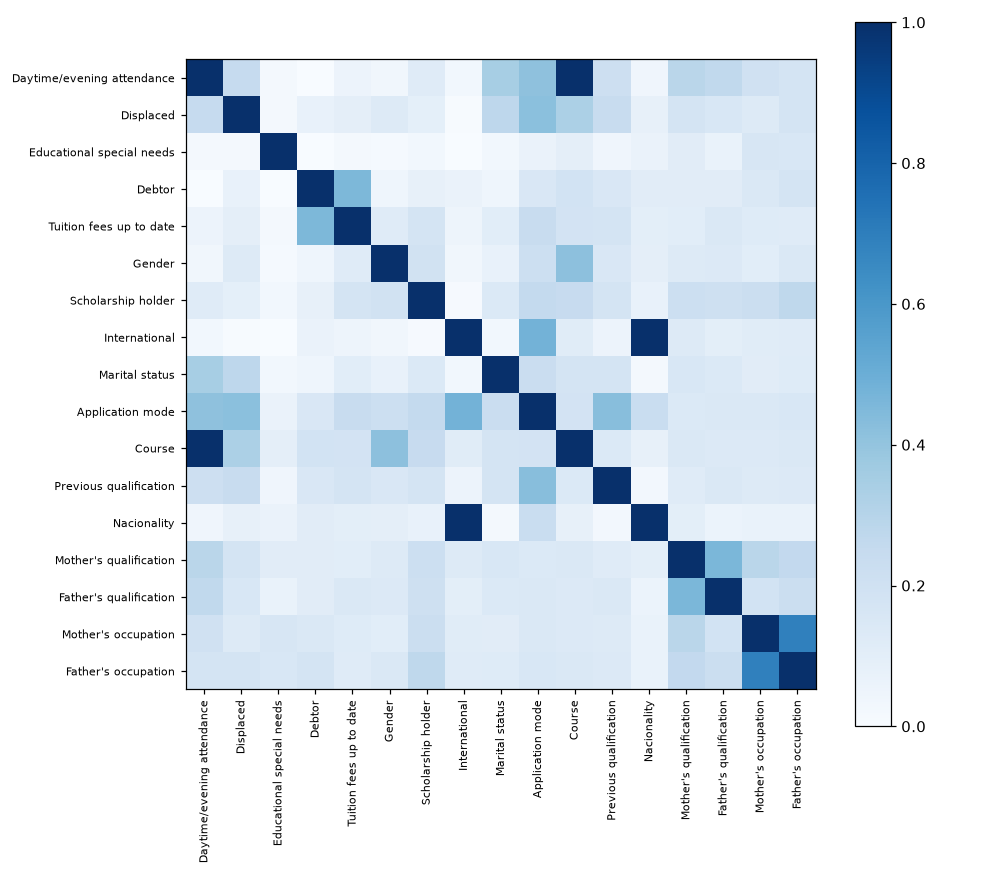 Daytime/evening attendance
Displaced
Educational special needs
Debtor
Tuition fees up to date
Gender
Scholarship holder
International
Marital status
Application mode
Course
Previous qualification
Nacionality
Mother's qualification
Father's qualification
Mother's occupation
Father's occupation
Daytime/evening attendance
Displaced
Educational special needs
Debtor
Tuition fees up to date
Gender
Scholarship holder
International
Marital status
Application mode
Course
Previous qualification
Nacionality
Mother's qualification
Father's qualification
Mother's occupation
Father's occupation
1.0
0.8
0.6
0.4
0.2
0.0